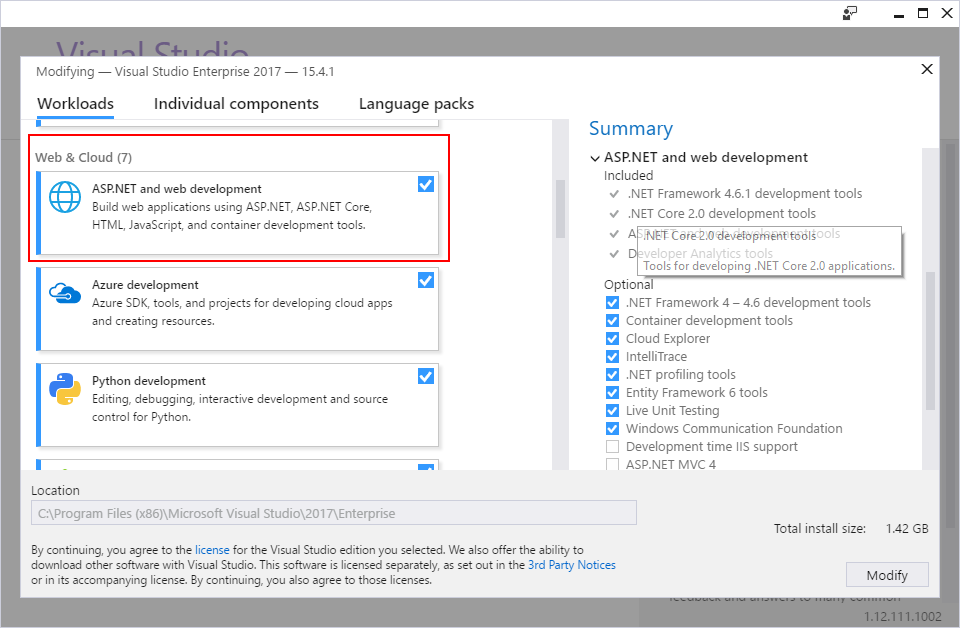 Visual Studio
Modifying — Visual Studio Enterprise 2017 — 15.4.1
Workloads
Individual components
Language packs
Web & Cloud (7)
ASP.NET and web development
Build web applications using ASP.NET, ASP.NET Core,
HTML, JavaScript, and container development tools.
Azure development
Azure SDK, tools, and projects for developing cloud apps
and creating resources.
Python development
Editing, debugging, interactive development and source
control for Python.
Summary
ASP.NET and web development
Included
.NET Framework 4.6.1 development tools
.NET Core 2.0 development tools
ASP.NET and web development tools
Developer Analytics tools
.NET Core 2.0 development tools
Tools for developing .NET Core 2.0 applications.
Optional
.NET Framework 4 – 4.6 development tools
Container development tools
Cloud Explorer
IntelliTrace
.NET profiling tools
Entity Framework 6 tools
Live Unit Testing
Windows Communication Foundation
Development time IIS support
ASP.NET MVC 4
Location
C:\Program Files (x86)\Microsoft Visual Studio\2017\Enterprise
Total install size: 1.42 GB
By continuing, you agree to the license for the Visual Studio edition you selected. We also offer the ability to
download other software with Visual Studio. This software is licensed separately, as set out in the 3rd Party Notices
or in its accompanying license. By continuing, you also agree to those licenses.
Modify
feedback and answers to many common
1.12.111.1002